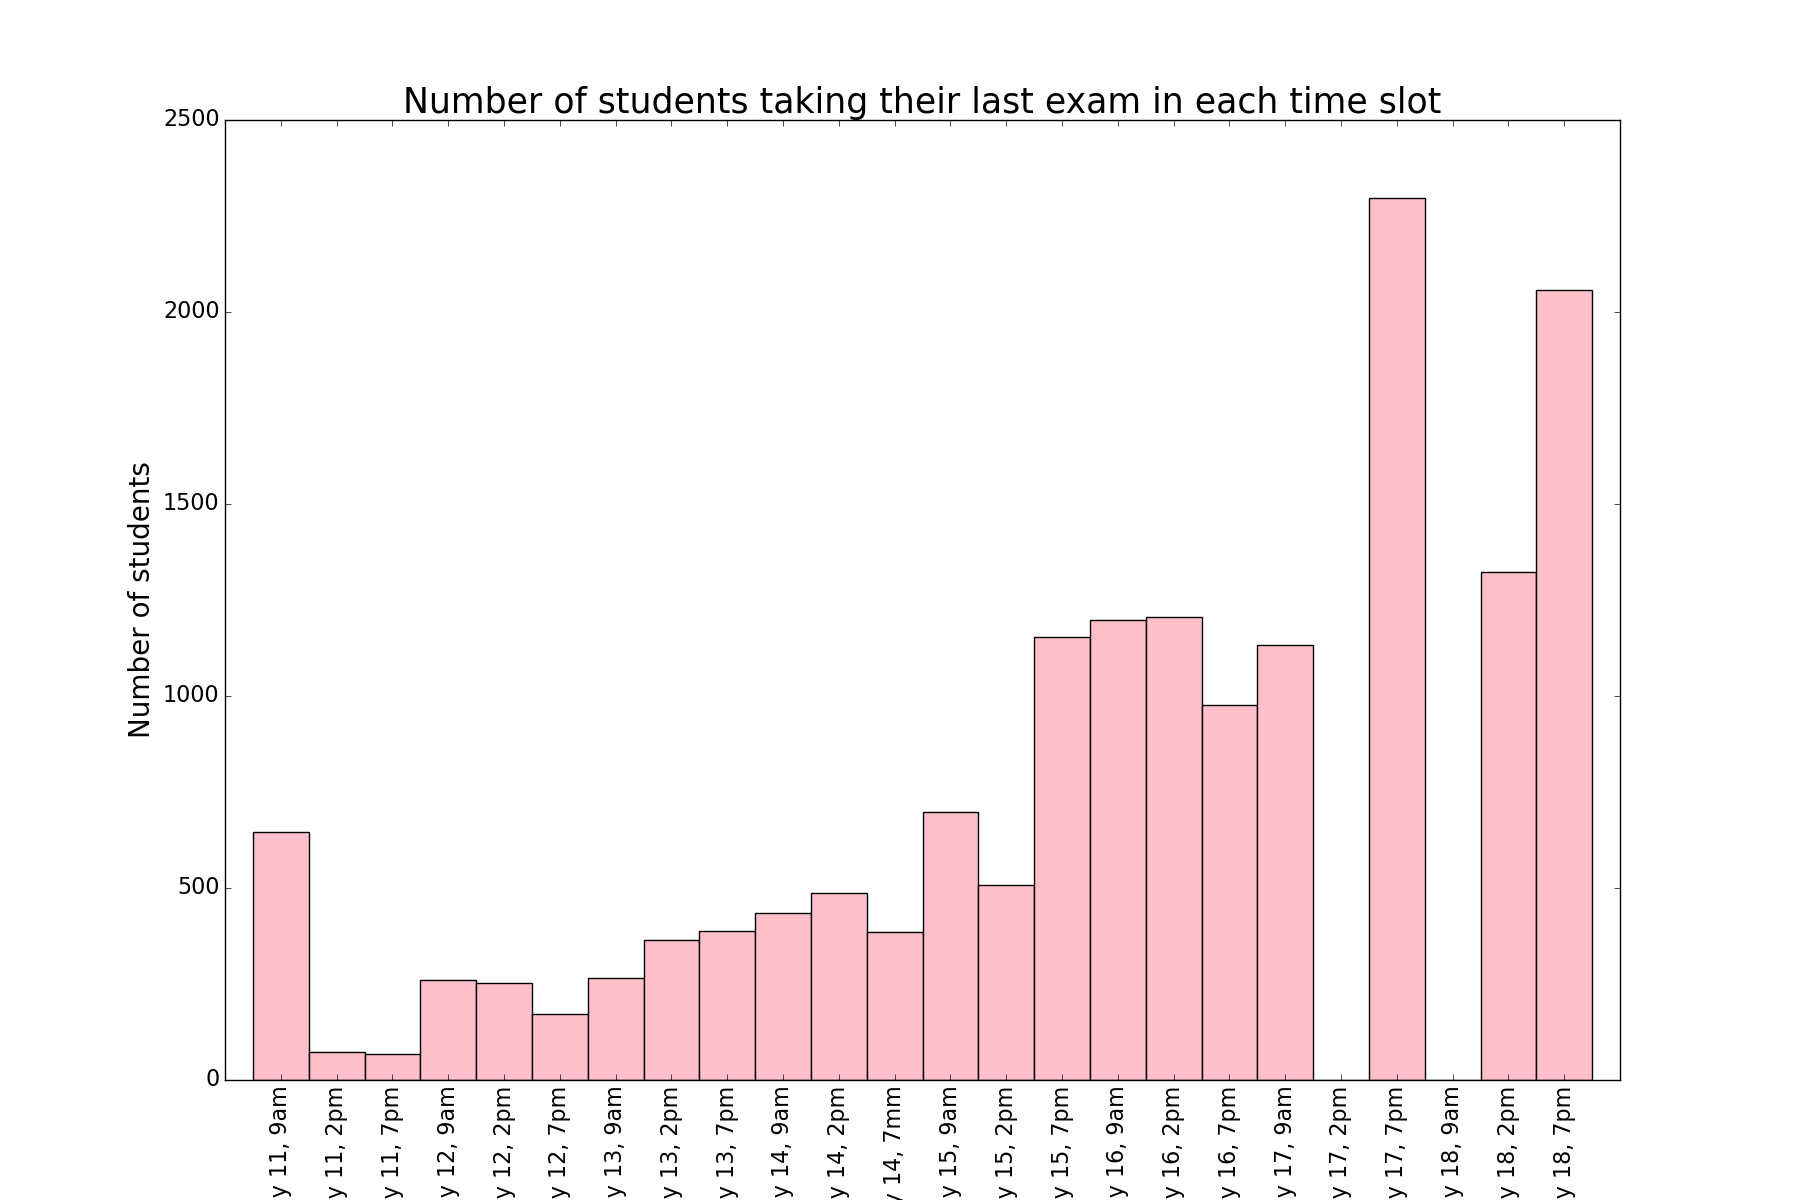 Number of students taking their last exam in each time slot
Number of students
2500
2000
1500
1000
500
0
y 11, 9am
y 11, 2pm
y 11, 7pm
y 12, 9am
y 12, 2pm
y 12, 7pm
y 13, 9am
y 13, 2pm
y 13, 7pm
y 14, 9am
y 14, 2pm
y 14, 7mm
y 15, 9am
y 15, 2pm
y 15, 7pm
y 16, 9am
y 16, 2pm
y 16, 7pm
y 17, 9am
y 17, 2pm
y 17, 7pm
y 18, 9am
y 18, 2pm
y 18, 7pm